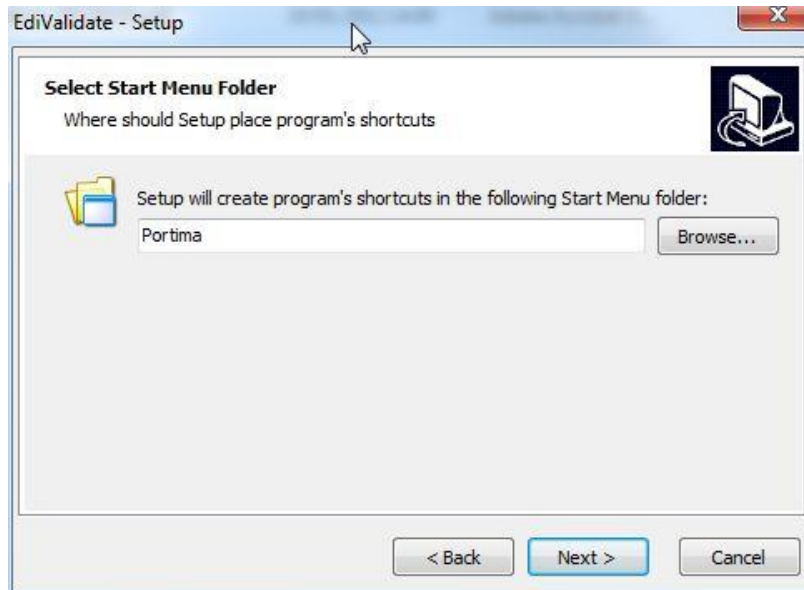 EdiValidate - Setup
Select Start Menu Folder
Where should Setup place program's shortcuts
Setup will create program's shortcuts in the following Start Menu folder:
Portima
Browse...
< Back
Next >
Cancel